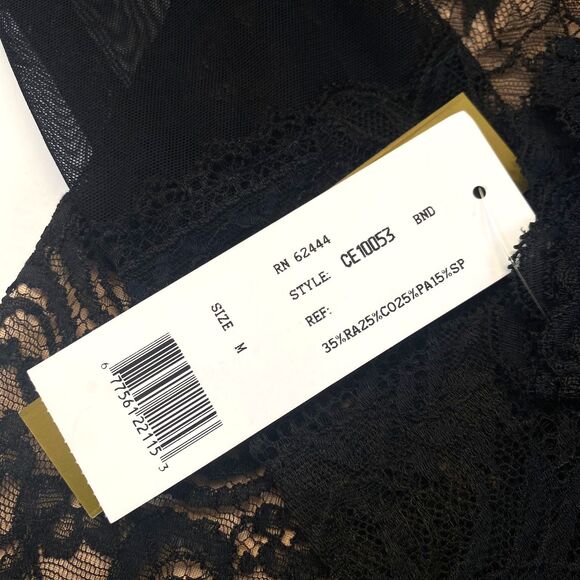 RN 62444
STYLE: CE10053 BND
REF:
35%RA25%CO25%PA15%SP
SIZE M
6 77561 22115 3